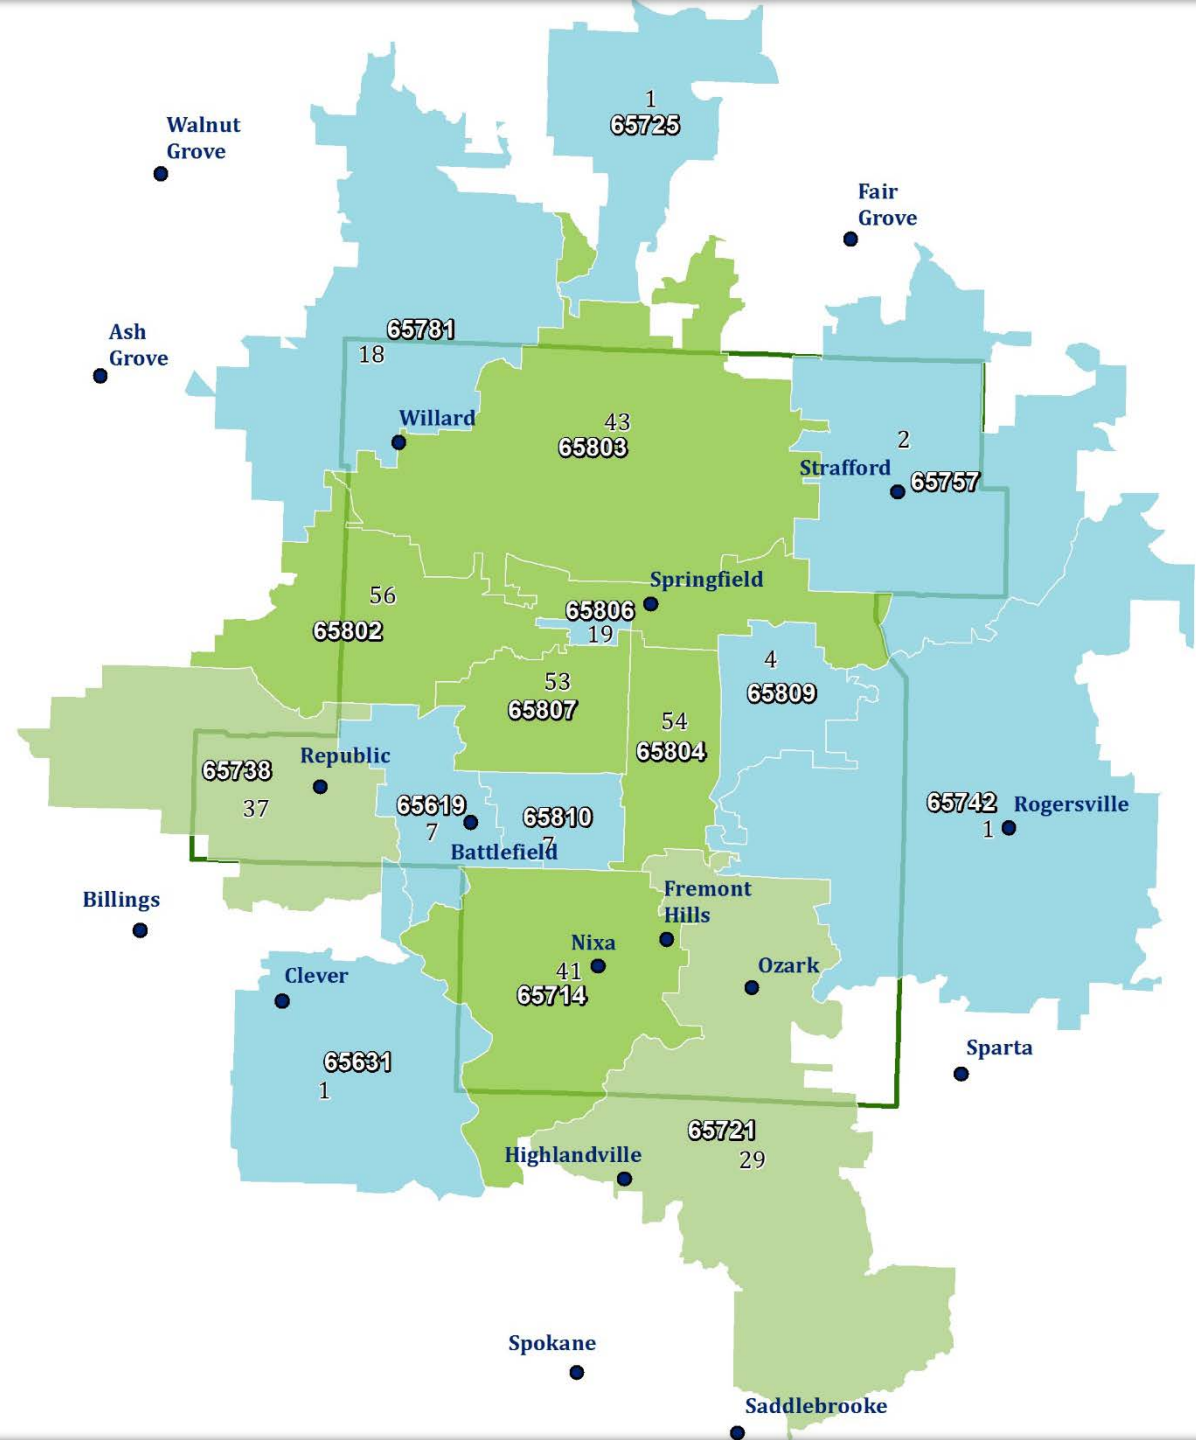 1
65725
Walnut
Grove
Fair
Grove
65781
18
Ash
Grove
Willard
43
65803
2
Strafford
65757
Springfield
56
65802
65806
19
53
65807
4
65809
54
65804
Republic
65738
37
65619
7
65810
7
Battlefield
65742
Rogersville
1
Billings
Fremont
Hills
Nixa
41
65714
Ozark
Clever
65631
1
Sparta
65721
29
Highlandville
Spokane
Saddlebrooke